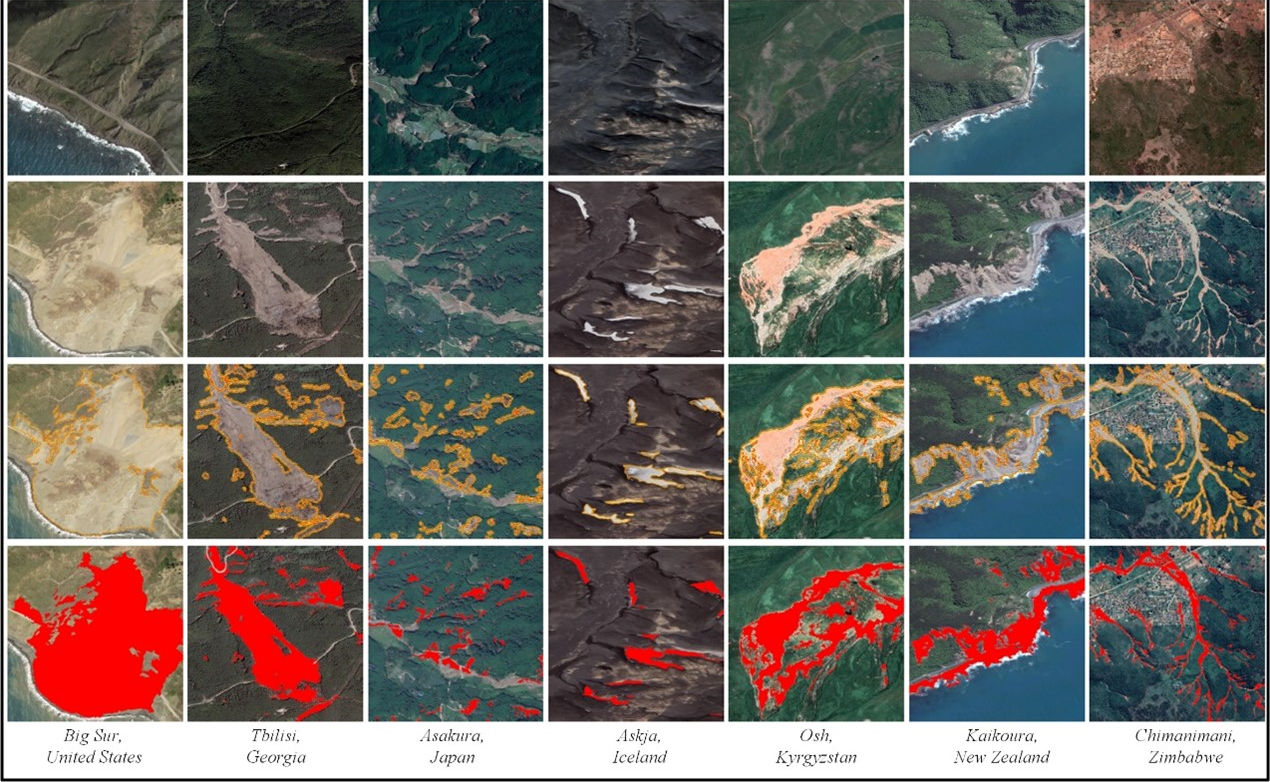 Big Sur,
United States
Tbilisi,
Georgia
Asakura,
Japan
Askja,
Iceland
Osh,
Kyrgyzstan
Kaikoura,
New Zealand
Chimanimani,
Zimbabwe